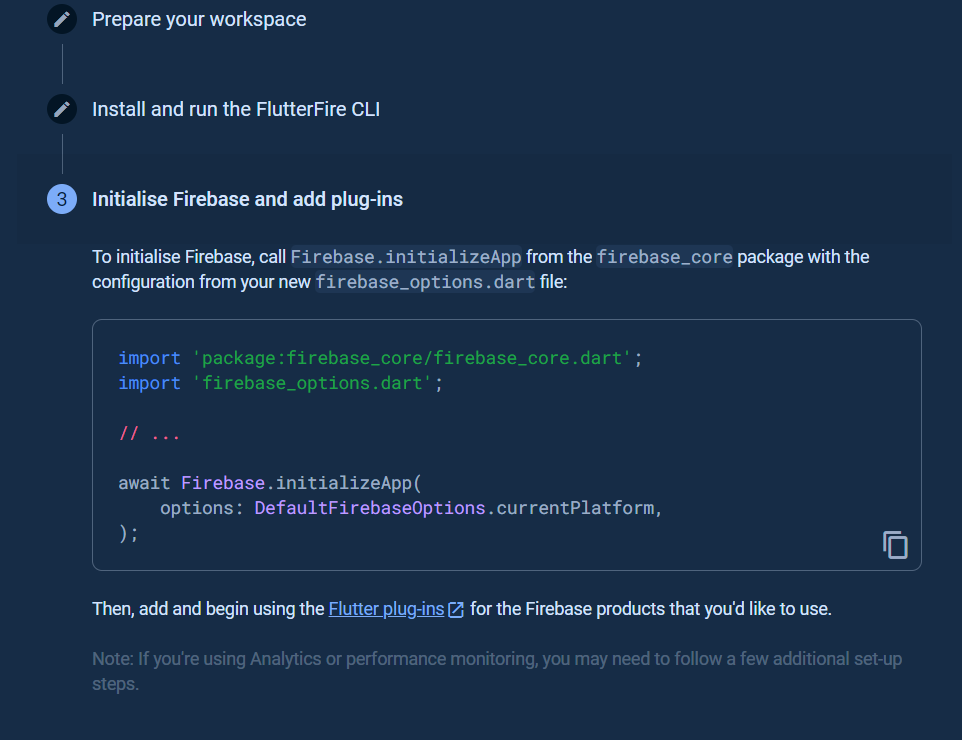 Prepare your workspace
Install and run the FlutterFire CLI
3 Initialise Firebase and add plug-ins
To initialise Firebase, call Firebase.initializeApp from the firebase_core package with the
configuration from your new firebase_options.dart file:
import 'package:firebase_core/firebase_core.dart';
import 'firebase_options.dart';
// ...
await Firebase.initializeApp(
    options: DefaultFirebaseOptions.currentPlatform,
);
Then, add and begin using the Flutter plug-ins for the Firebase products that you'd like to use.
Note: If you're using Analytics or performance monitoring, you may need to follow a few additional set-up
steps.